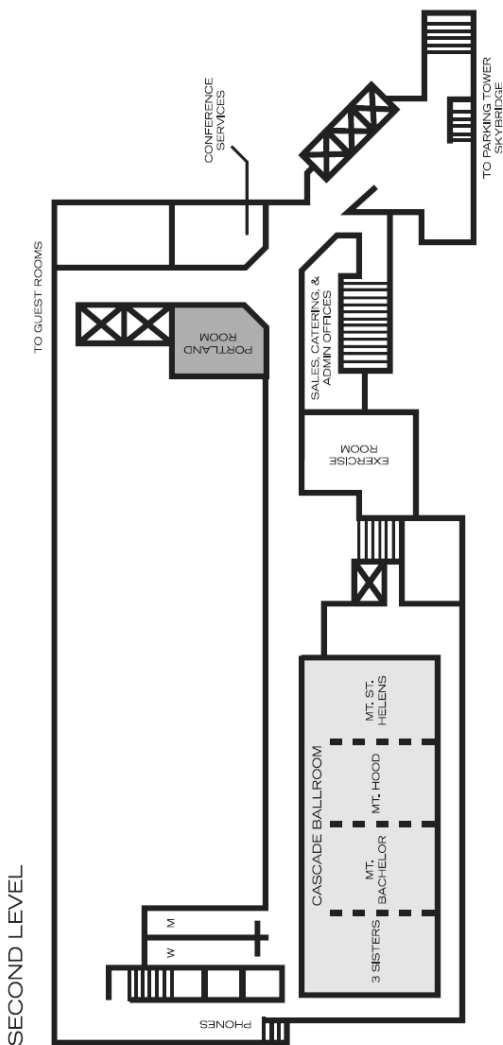 SECOND LEVEL
TO GUEST ROOMS
CONFERENCE
SERVICES
TO PARKING TOWER
SKYBRIDGE
PORTLAND
ROOM
SALES, CATERING, &
ADMIN OFFICES
EXERCISE
ROOM
CASCADE BALLROOM
3 SISTERS
MT.
BACHELOR
MT. HOOD
MT. ST.
HELENS
W
M
PHONES